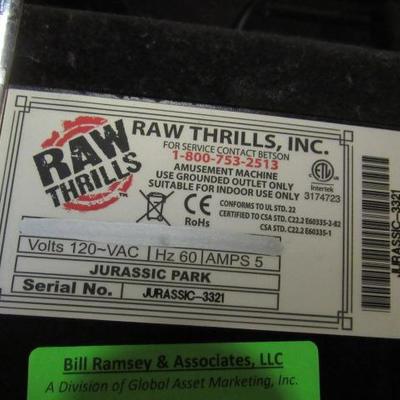 RAW THRILLS
TM
RAW THRILLS, INC.
FOR SERVICE CONTACT BETSON
1-800-753-2513
AMUSEMENT MACHINE
USE GROUNDED OUTLET ONLY
SUITABLE FOR INDOOR USE ONLY
ETL
Intertek
3174723
CE
RoHs
CONFORMS TO UL STD. 22
CERTIFIED TO CSA STD. C22.2 E60335-2-82
CSA STD. C22.2 E60335-1
Volts 120~VAC Hz 60 AMPS 5
JURASSIC PARK
Serial No. JURASSIC-3321
JURASSIC-3321
Bill Ramsey & Associates, LLC
A Division of Global Asset Marketing, Inc.